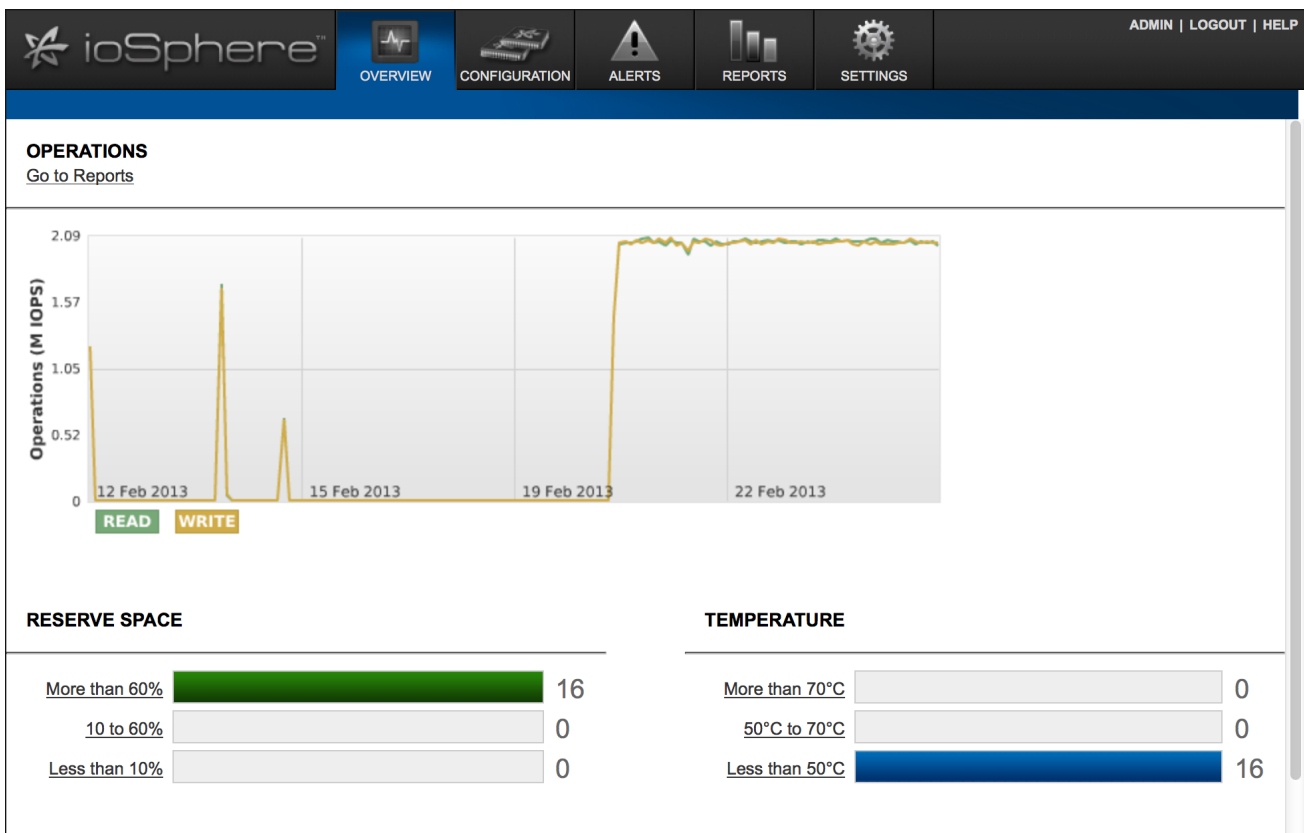 ioSphere™
OVERVIEW
CONFIGURATION
ALERTS
REPORTS
SETTINGS
ADMIN | LOGOUT | HELP
OPERATIONS
Go to Reports
Operations (M IOPS)
2.09
1.57
1.05
0.52
0
12 Feb 2013
15 Feb 2013
19 Feb 2013
22 Feb 2013
READ
WRITE
RESERVE SPACE
More than 60% 16
10 to 60% 0
Less than 10% 0
TEMPERATURE
More than 70°C 0
50°C to 70°C 0
Less than 50°C 16